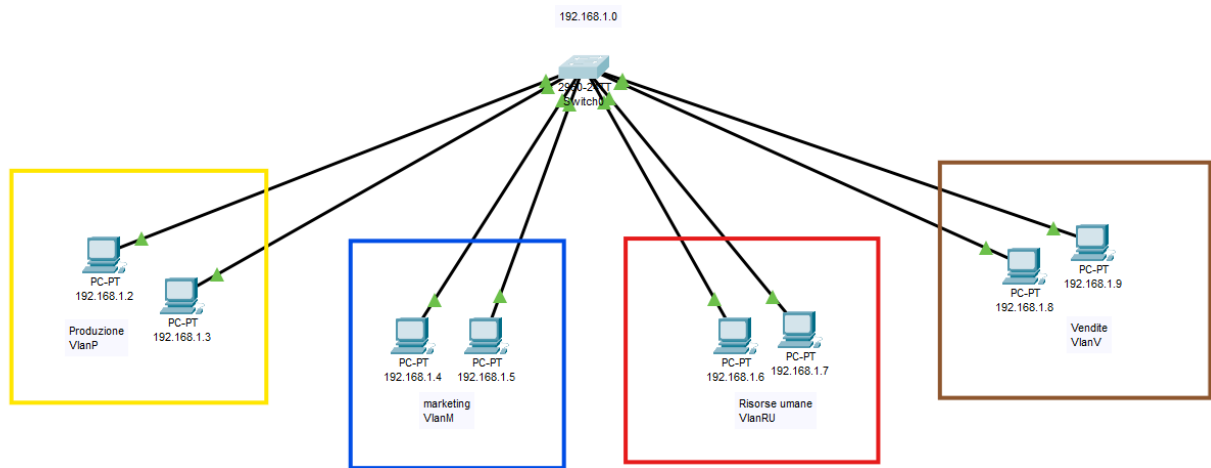 192.168.1.0
2960-24TT
Switch0
PC-PT
192.168.1.2
PC-PT
192.168.1.3
Produzione
VlanP
PC-PT
192.168.1.4
PC-PT
192.168.1.5
marketing
VlanM
PC-PT
192.168.1.6
PC-PT
192.168.1.7
Risorse umane
VlanRU
PC-PT
192.168.1.8
PC-PT
192.168.1.9
Vendite
VlanV